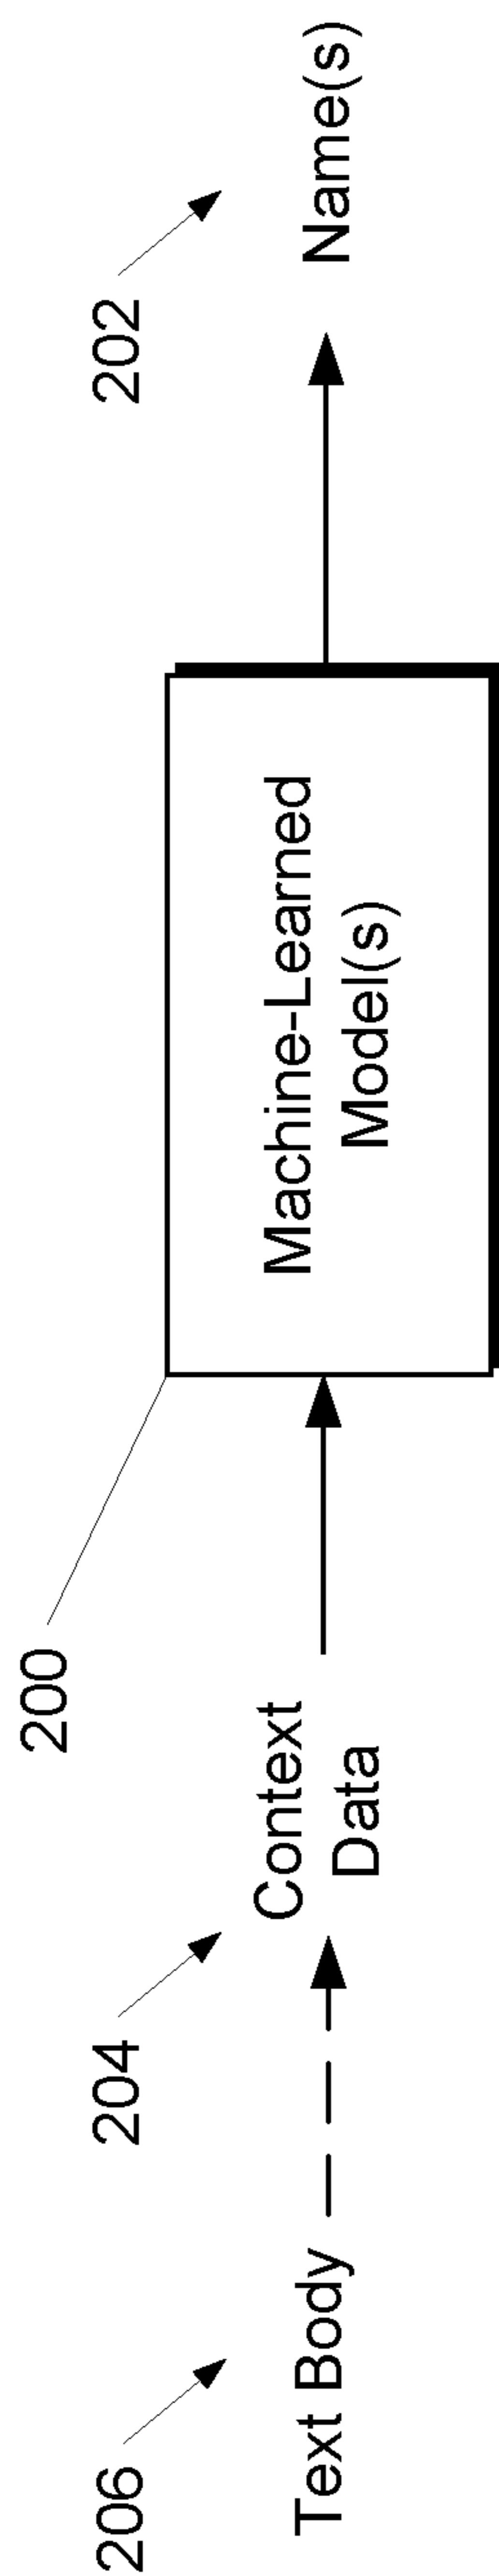 206
Text Body
204
Context
Data
200
Machine-Learned
Model(s)
202
Name(s)